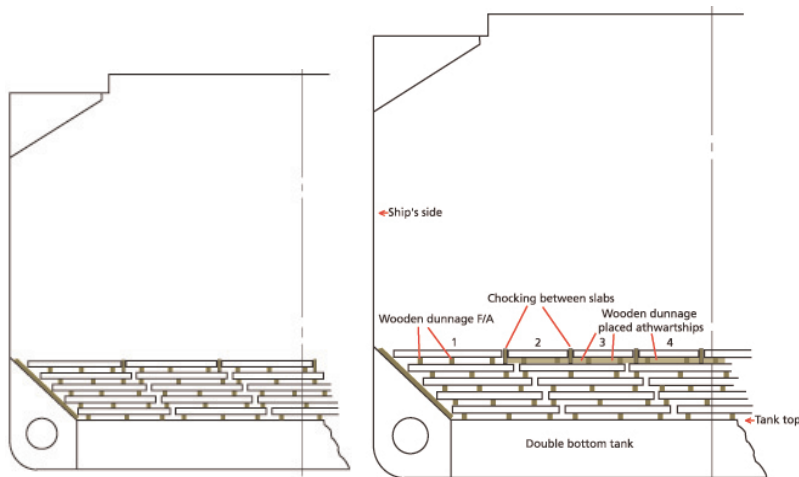 Ship's side
Chocking between slabs
Wooden dunnage F/A
Wooden dunnage
placed athwartships
1
2
3
4
Tank top
Double bottom tank